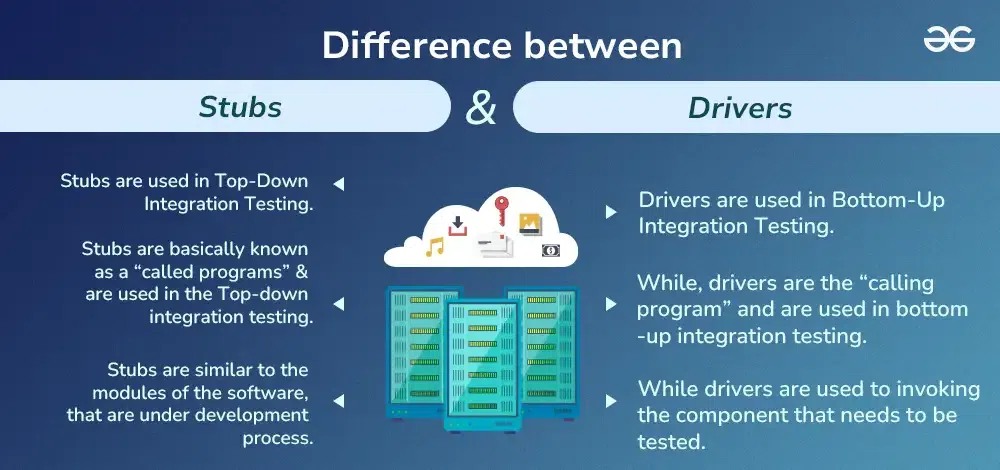 Difference between
Stubs
&
Drivers
Stubs are used in Top-Down
Integration Testing.
Stubs are basically known
as a “called programs” &
are used in the Top-down
integration testing.
Stubs are similar to the
modules of the software,
that are under development
process.
Drivers are used in Bottom-Up
Integration Testing.
While, drivers are the “calling
program” and are used in bottom
-up integration testing.
While drivers are used to invoking
the component that needs to be
tested.